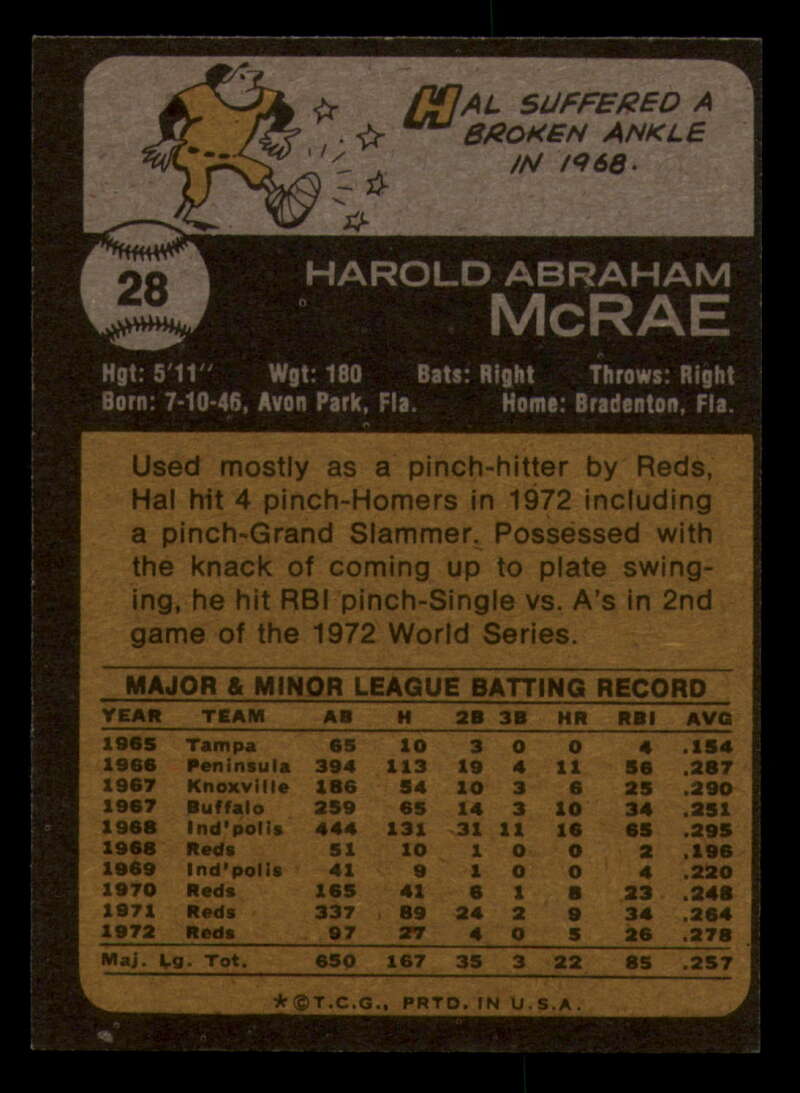 HAL SUFFERED A
BROKEN ANKLE
IN 1968.
28
HAROLD ABRAHAM
McRAE
Hgt: 5'11" Wgt: 180 Bats: Right Throws: Right
Born: 7-10-46, Avon Park, Fla. Home: Bradenton, Fla.
Used mostly as a pinch-hitter by Reds,
Hal hit 4 pinch-Homers in 1972 including
a pinch-Grand Slammer. Possessed with
the knack of coming up to plate swing-
ing, he hit RBI pinch-Single vs. A's in 2nd
game of the 1972 World Series.
MAJOR & MINOR LEAGUE BATTING RECORD
YEAR TEAM AB H 2B 3B HR RBI AVG
1965 Tampa 65 10 3 0 0 4 .154
1966 Peninsula 394 113 19 4 11 56 .287
1967 Knoxville 186 54 10 3 6 25 .290
1967 Buffalo 259 65 14 3 10 34 .251
1968 Ind'polis 444 131 31 11 16 65 .295
1968 Reds 51 10 1 0 0 2 .196
1969 Ind'polis 41 9 1 0 0 4 .220
1970 Reds 165 41 6 1 8 23 .248
1971 Reds 337 89 24 2 9 34 .264
1972 Reds 97 27 4 0 5 26 .278
Maj. Lg. Tot. 650 167 35 3 22 85 .257
*©T.C.G., PRTD. IN U.S.A.